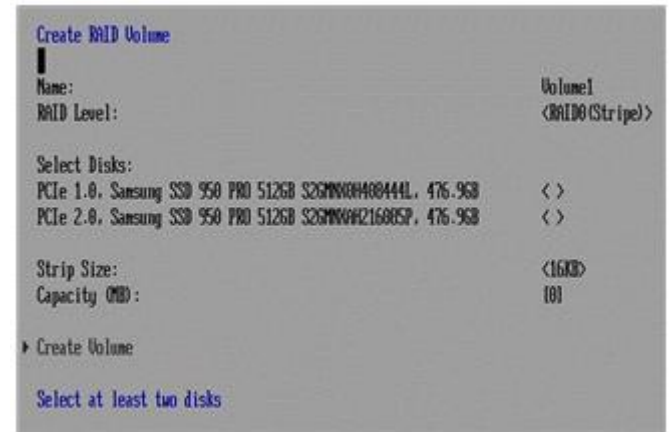 Create RAID Volume
Name: Volume1
RAID Level: <RAID0(Stripe)>
Select Disks:
PCIe 1.0, Samsung SSD 950 PRO 512GB 476.9GB < >
PCIe 2.0, Samsung SSD 950 PRO 512GB 476.9GB < >
Strip Size: <16KB>
Capacity (MB): [0]
Create Volume
Select at least two disks